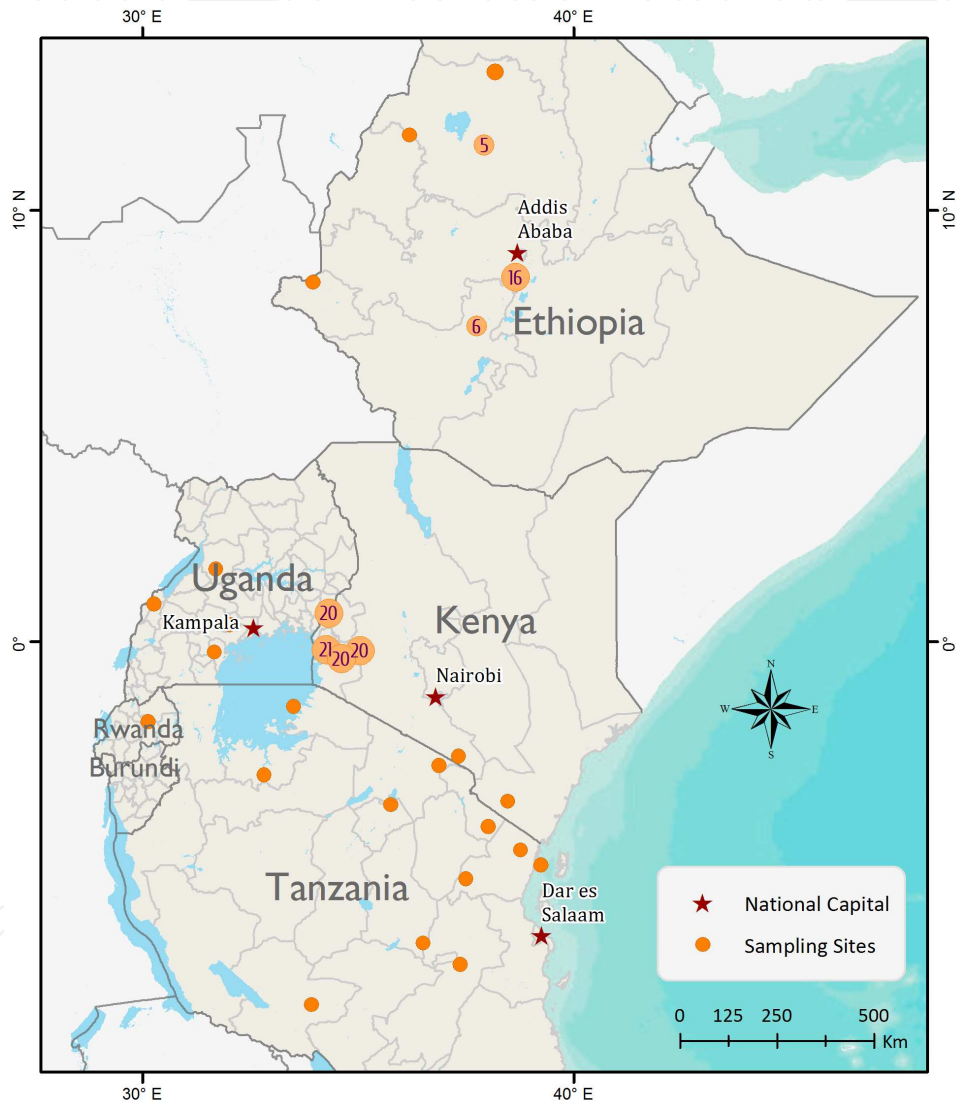 30° E
40° E
10° N
10° N
5
Addis
Ababa
16
6
Ethiopia
Uganda
20
Kampala
Kenya
0°
0°
21
20
20
Nairobi
N
W
E
S
Rwanda
Burundi
Tanzania
Dar es
Salaam
National Capital
Sampling Sites
0
125
250
500
Km
30° E
40° E